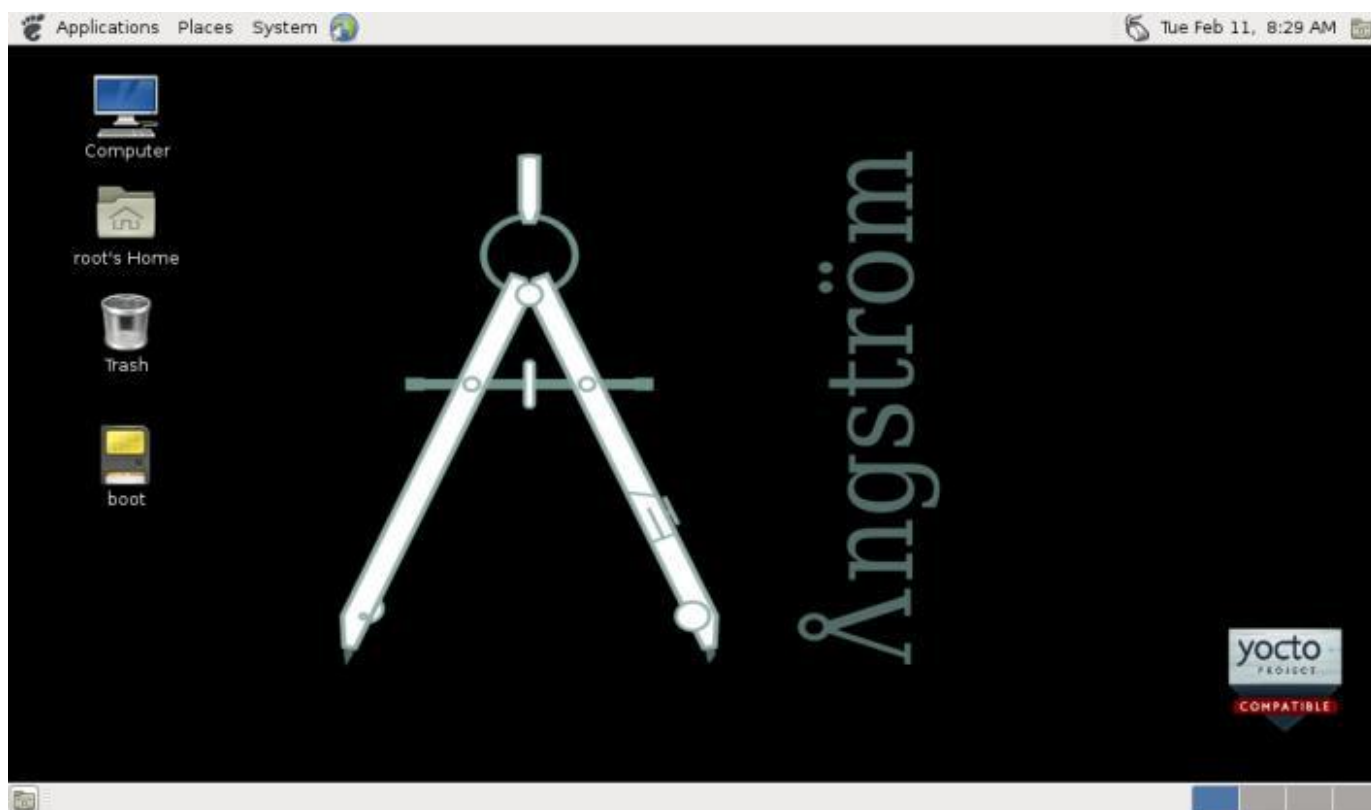 Applications Places System
Tue Feb 11, 8:29 AM
Computer
root's Home
Trash
boot
Ångström
yocto
PROJECT
COMPATIBLE